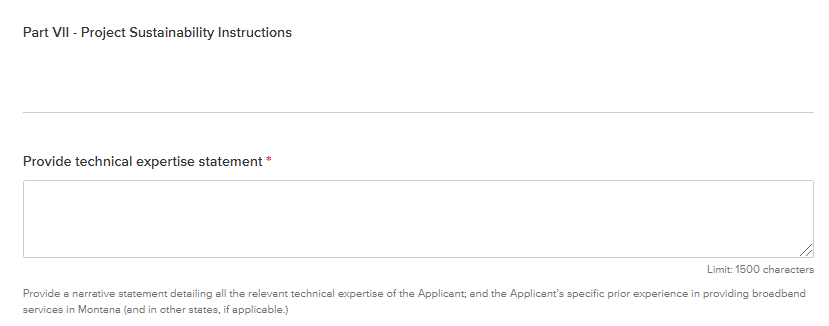 Part VII - Project Sustainability Instructions
Provide technical expertise statement *
Limit: 1500 characters
Provide a narrative statement detailing all the relevant technical expertise of the Applicant; and the Applicant's specific prior experience in providing broadband
services in Montana (and in other states, if applicable.)